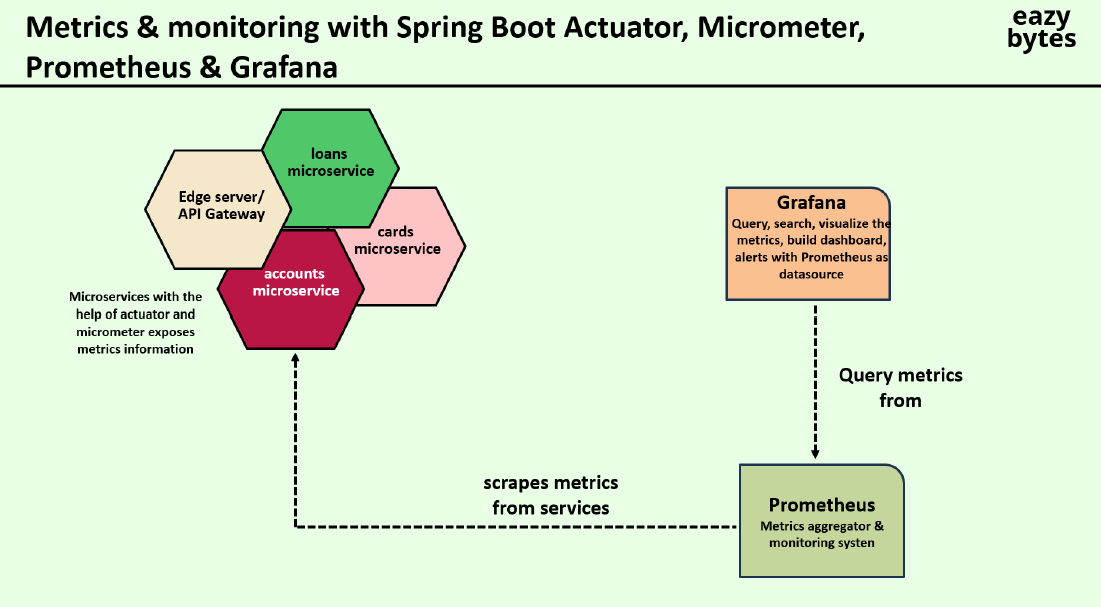 Metrics & monitoring with Spring Boot Actuator, Micrometer,
Prometheus & Grafana
eazy
bytes
loans
microservice
Edge server/
API Gateway
cards
microservice
accounts
microservice
Microservices with the
help of actuator and
micrometer exposes
metrics information
Grafana
Query, search, visualize the
metrics, build dashboard,
alerts with Prometheus as
datasource
Query metrics
from
scrapes metrics
from services
Prometheus
Metrics aggregator &
monitoring systen